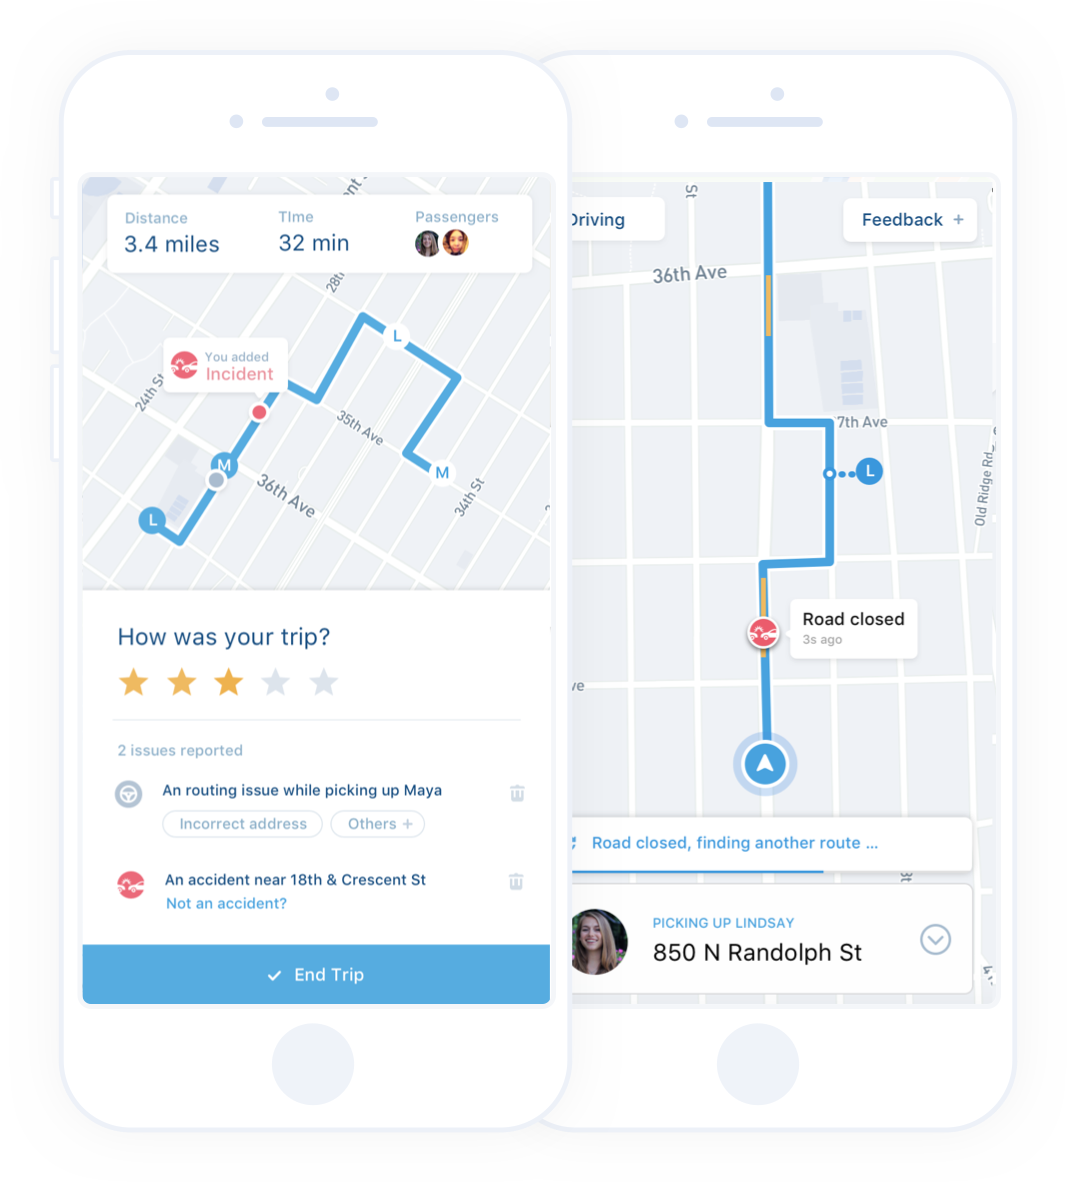 Distance
3.4 miles
TIme
32 min
Passengers
28th
You added
Incident
24th St
L
35th Ave
M
M
36th Ave
34th St
L
How was your trip?
2 issues reported
An routing issue while picking up Maya
Incorrect address
Others +
An accident near 18th & Crescent St
Not an accident?
End Trip
Driving
St
Feedback +
36th Ave
7th Ave
L
Old Ridge Rd
Road closed
3s ago
Road closed, finding another route ...
PICKING UP LINDSAY
850 N Randolph St